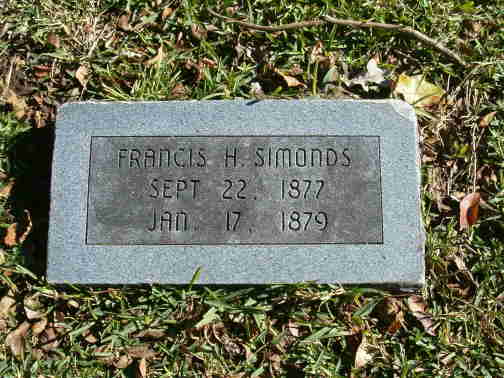 FRANCIS H. SIMONDS
SEPT 22, 1877
JAN. 17, 1879